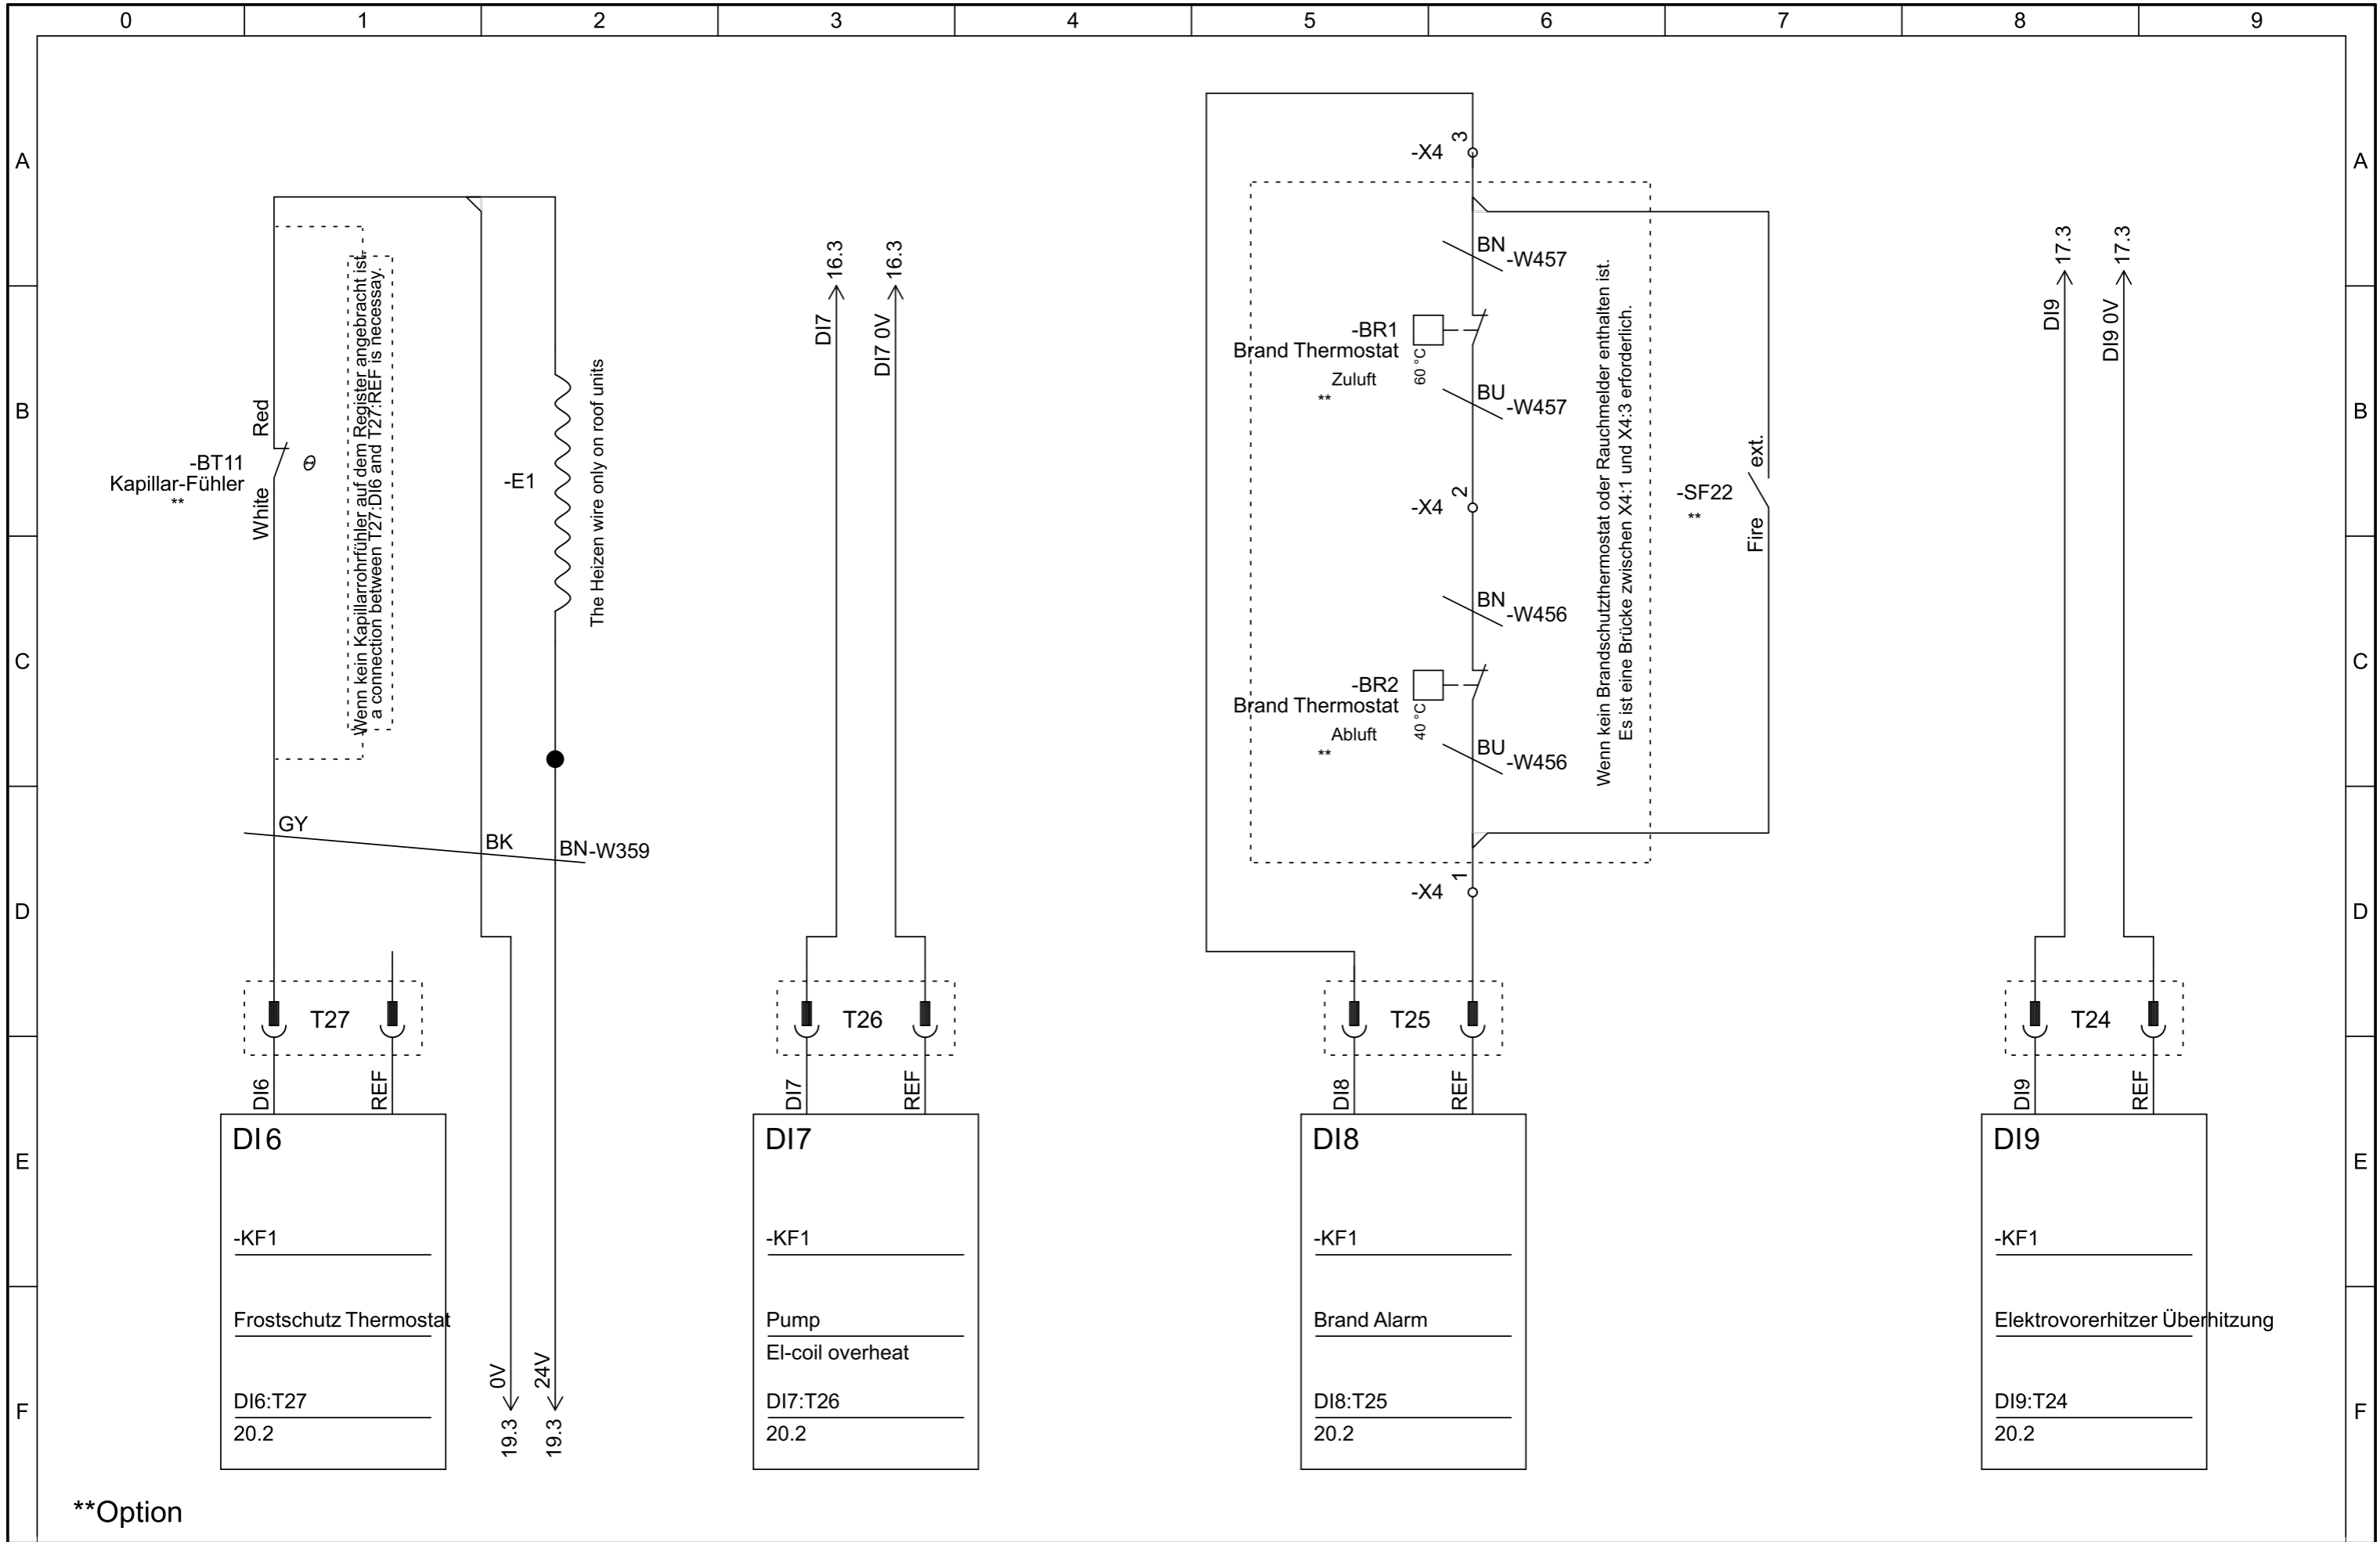 0 1 2 3 4 5 6 7 8 9
A
B
C
D
E
F
A
B
C
D
E
F
Red
-BT11
Kapillar-Fühler
**
White
θ
Wenn kein Kapillarrohrfühler auf dem Register angebracht ist,
a connection between T27:DI6 and T27:REF is necessay.
-E1
The Heizen wire only on roof units
GY
BK
BN
-W359
T27
DI6
REF
DI6
-KF1
Frostschutz Thermostat
DI6:T27
20.2
0V
19.3
24V
19.3
16.3
DI7
16.3
DI7 0V
T26
DI7
REF
DI7
-KF1
Pump
El-coil overheat
DI7:T26
20.2
-X4
3
BN
-W457
-BR1
Brand Thermostat
Zuluft
**
60 °C
BU
-W457
-X4
2
BN
-W456
-BR2
Brand Thermostat
Abluft
**
40 °C
BU
-W456
-X4
1
Wenn kein Brandschutzthermostat oder Rauchmelder enthalten ist.
Es ist eine Brücke zwischen X4:1 und X4:3 erforderlich.
-SF22
**
ext.
Fire
T25
DI8
REF
DI8
-KF1
Brand Alarm
DI8:T25
20.2
17.3
DI9
17.3
DI9 0V
T24
DI9
REF
DI9
-KF1
Elektrovorerhitzer Überhitzung
DI9:T24
20.2
**Option